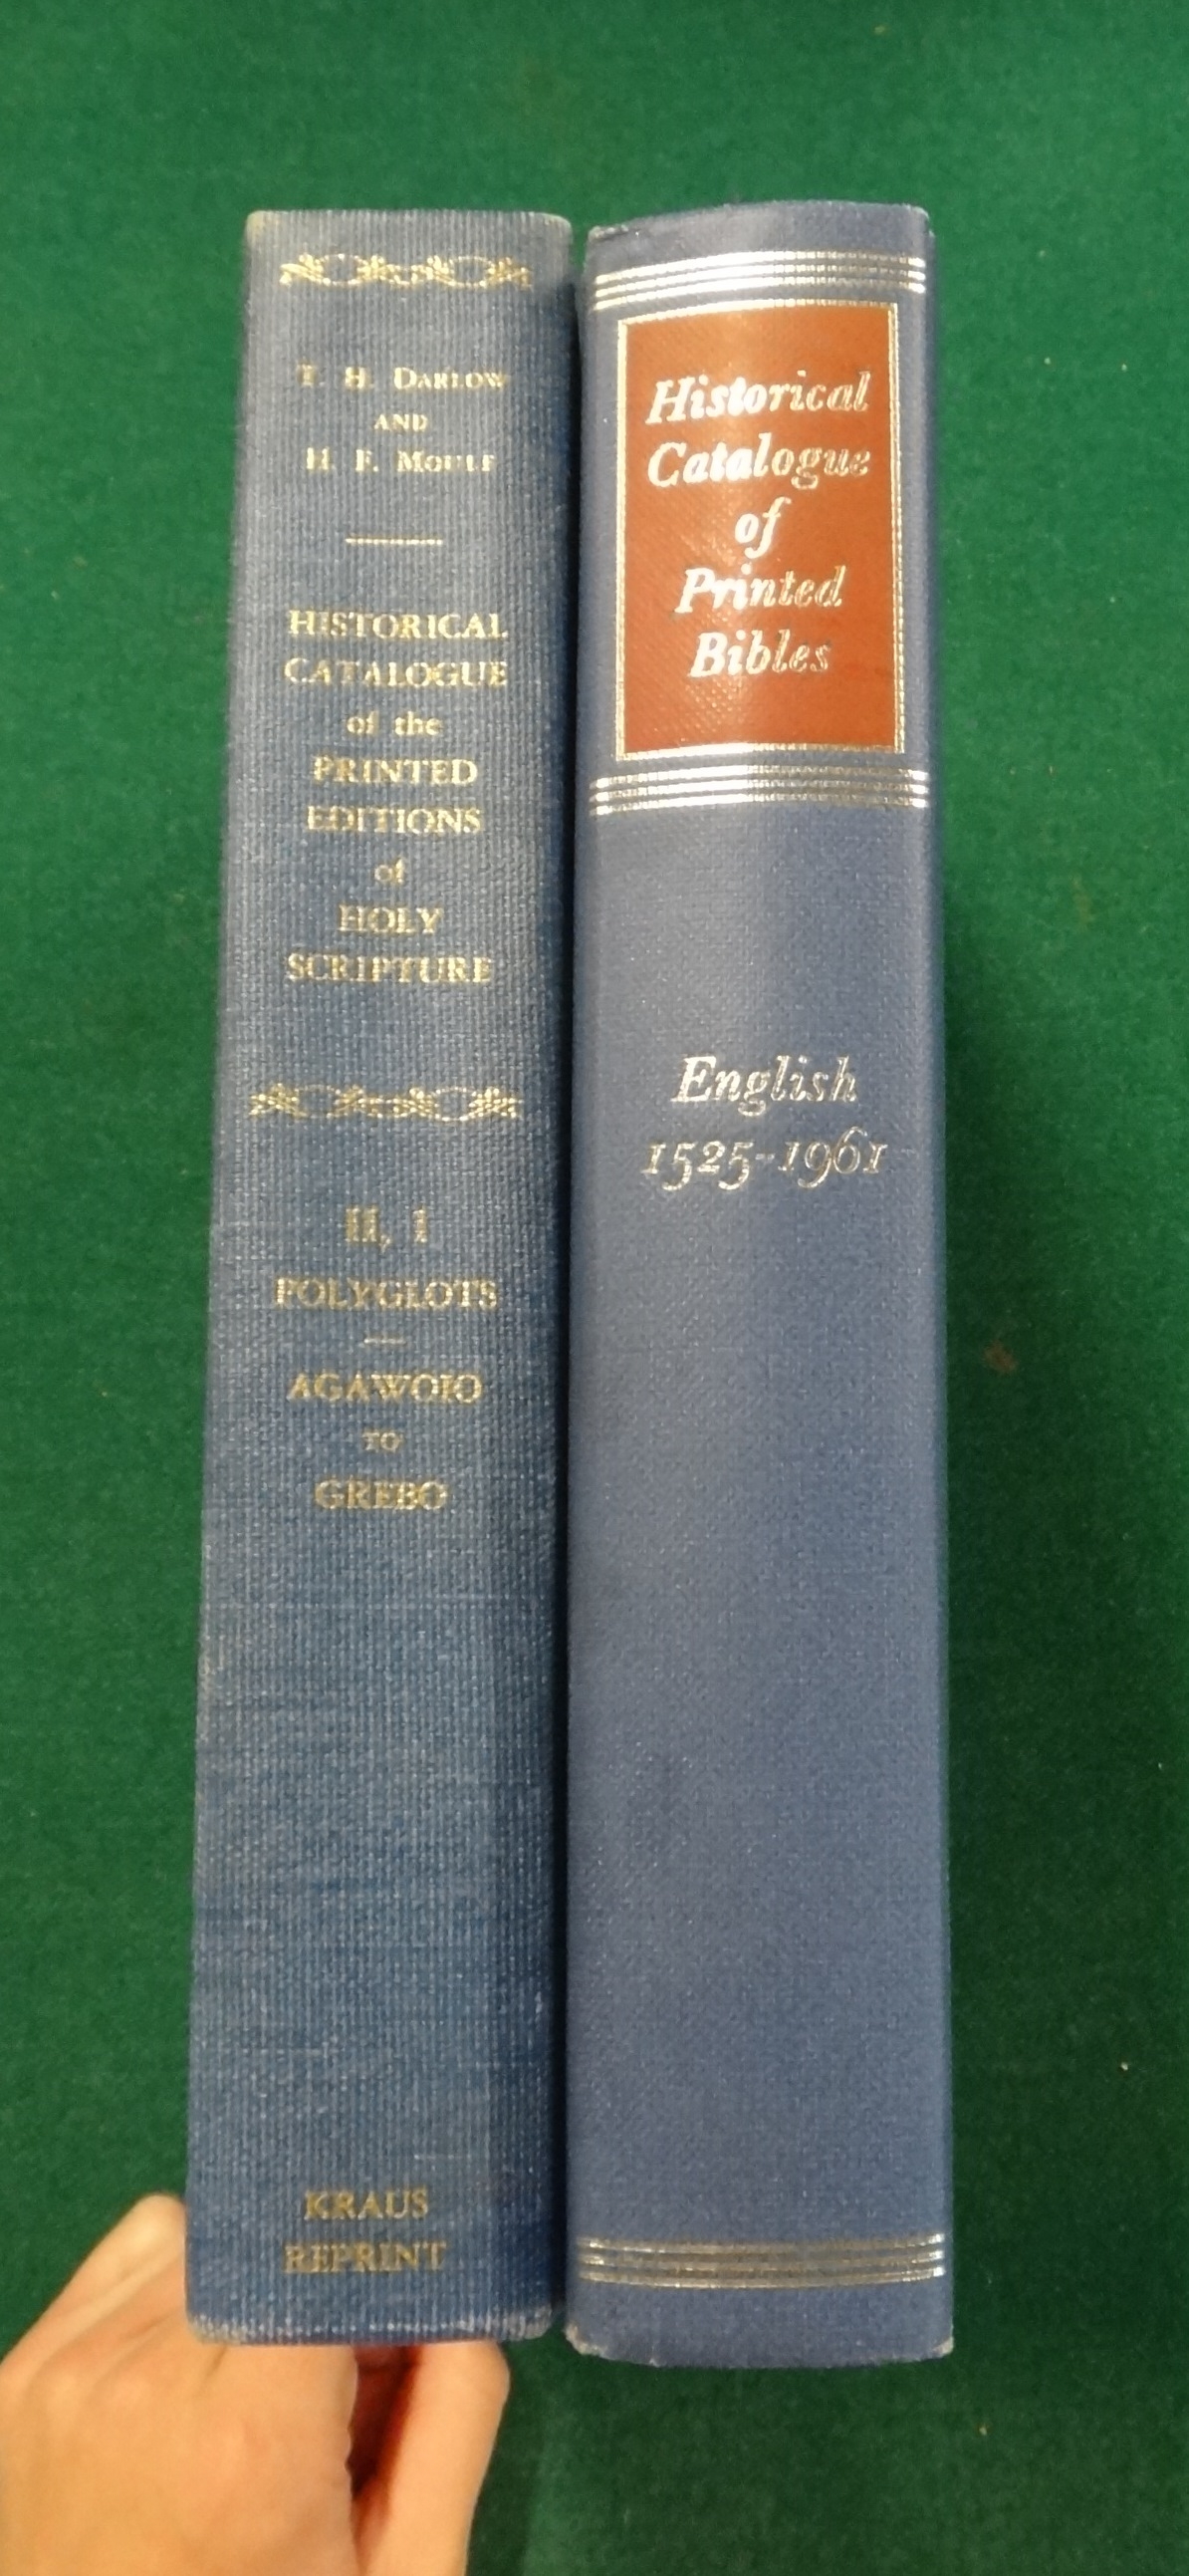 T. H. DARLOW
AND
H. F. MOULE
HISTORICAL
CATALOGUE
of the
PRINTED
EDITIONS
of
HOLY
SCRIPTURE
II, 1
POLYGLOTS
—
AGAWOIO
TO
GREBO
KRAUS
REPRINT
Historical
Catalogue
of
Printed
Bibles
English
1525-1961